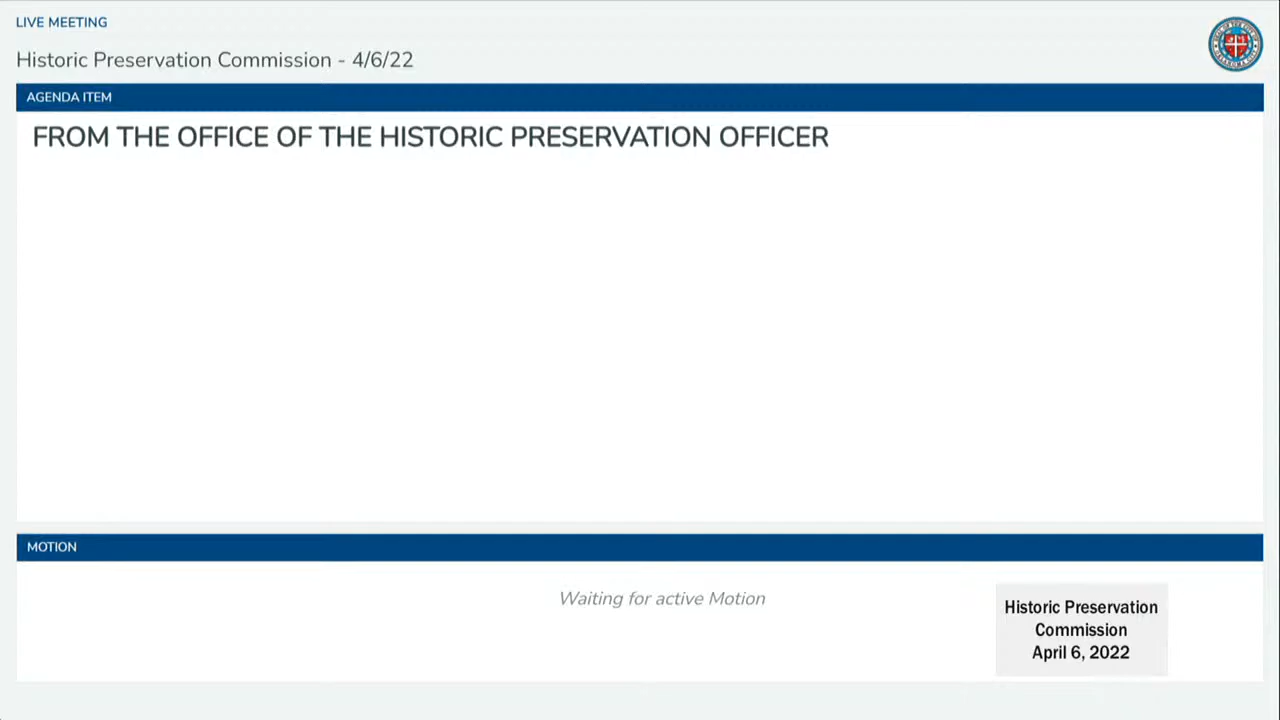 LIVE MEETING
Historic Preservation Commission - 4/6/22
AGENDA ITEM
FROM THE OFFICE OF THE HISTORIC PRESERVATION OFFICER
MOTION
Waiting for active Motion
Historic Preservation
Commission
April 6, 2022